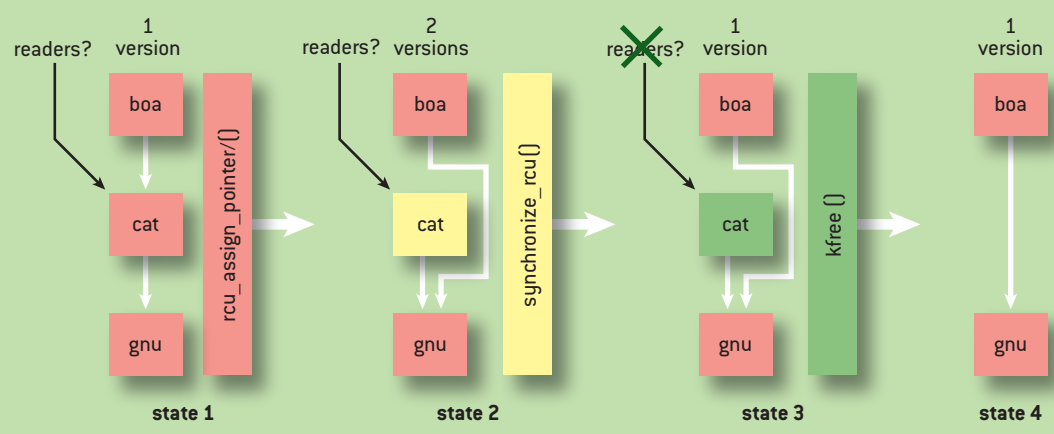 1
readers? version
boa
cat
gnu
rcu_assign_pointer/()
state 1
2
readers? versions
boa
cat
gnu
synchronize_rcu()
state 2
1
readers? version
boa
cat
gnu
kfree ()
state 3
1
version
boa
gnu
state 4